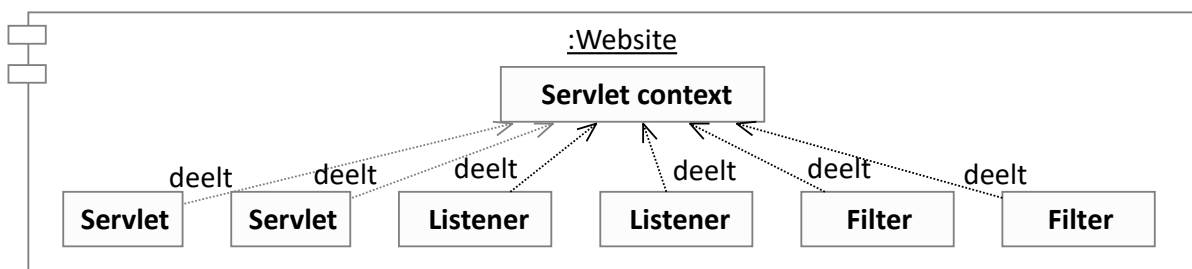 :Website
Servlet context
deelt deelt deelt deelt deelt deelt
Servlet Servlet Listener Listener Filter Filter